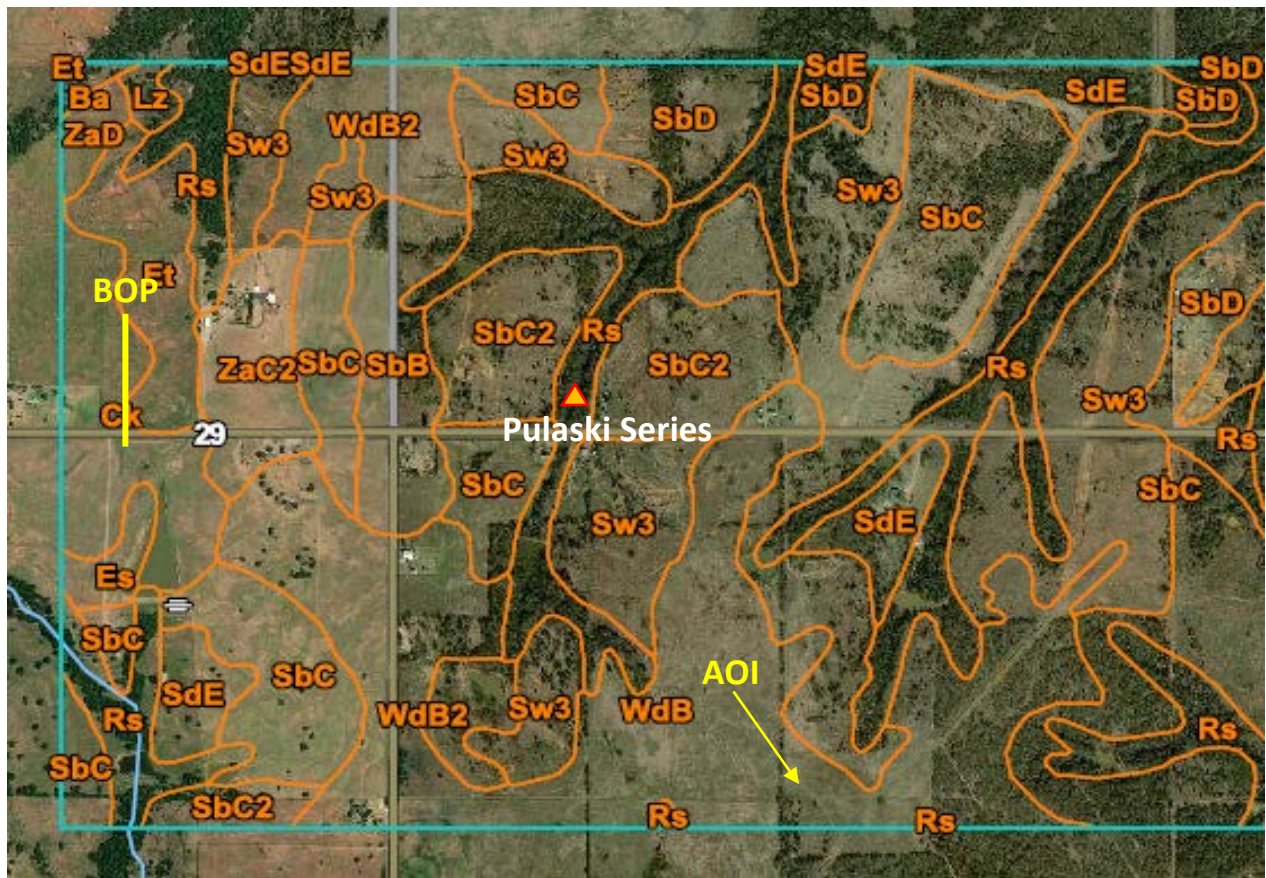 Et SdESdE SdE SbD
Ba Lz SbC SbD SdE SbD
ZaD Sw3 WdB2 SbD
Rs Sw3 Sw3 Sw3 SbC
Et
BOP SbD
SbC2 Rs SbC2 Rs
ZaC2 SbC SbB Sw3
Ck
29 Pulaski Series Rs
SbC SbC
Sw3 SdE
Es
SbC
SbC AOI
SdE
Rs WdB2 Sw3 WdB Rs
SbC
SbC2 Rs Rs